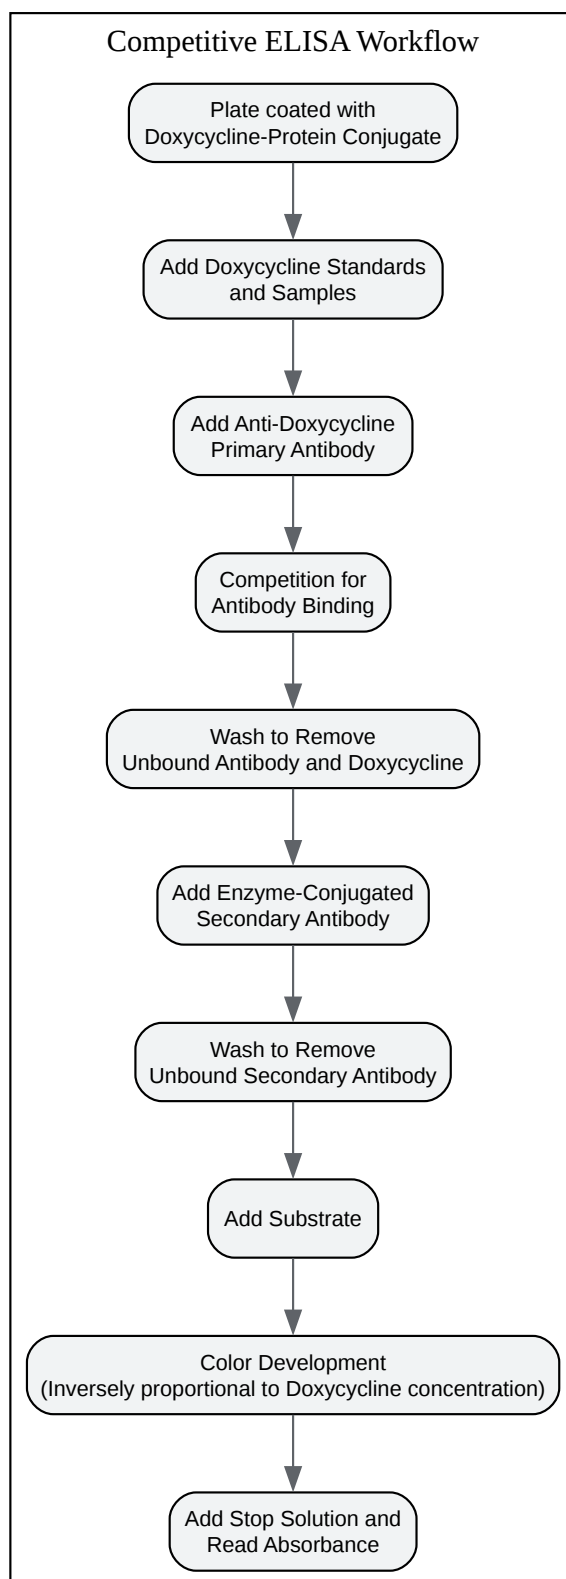 Competitive ELISA Workflow
Plate coated with
Doxycycline-Protein Conjugate
Add Doxycycline Standards
and Samples
Add Anti-Doxycycline
Primary Antibody
Competition for
Antibody Binding
Wash to Remove
Unbound Antibody and Doxycycline
Add Enzyme-Conjugated
Secondary Antibody
Wash to Remove
Unbound Secondary Antibody
Add Substrate
Color Development
(Inversely proportional to Doxycycline concentration)
Add Stop Solution and
Read Absorbance